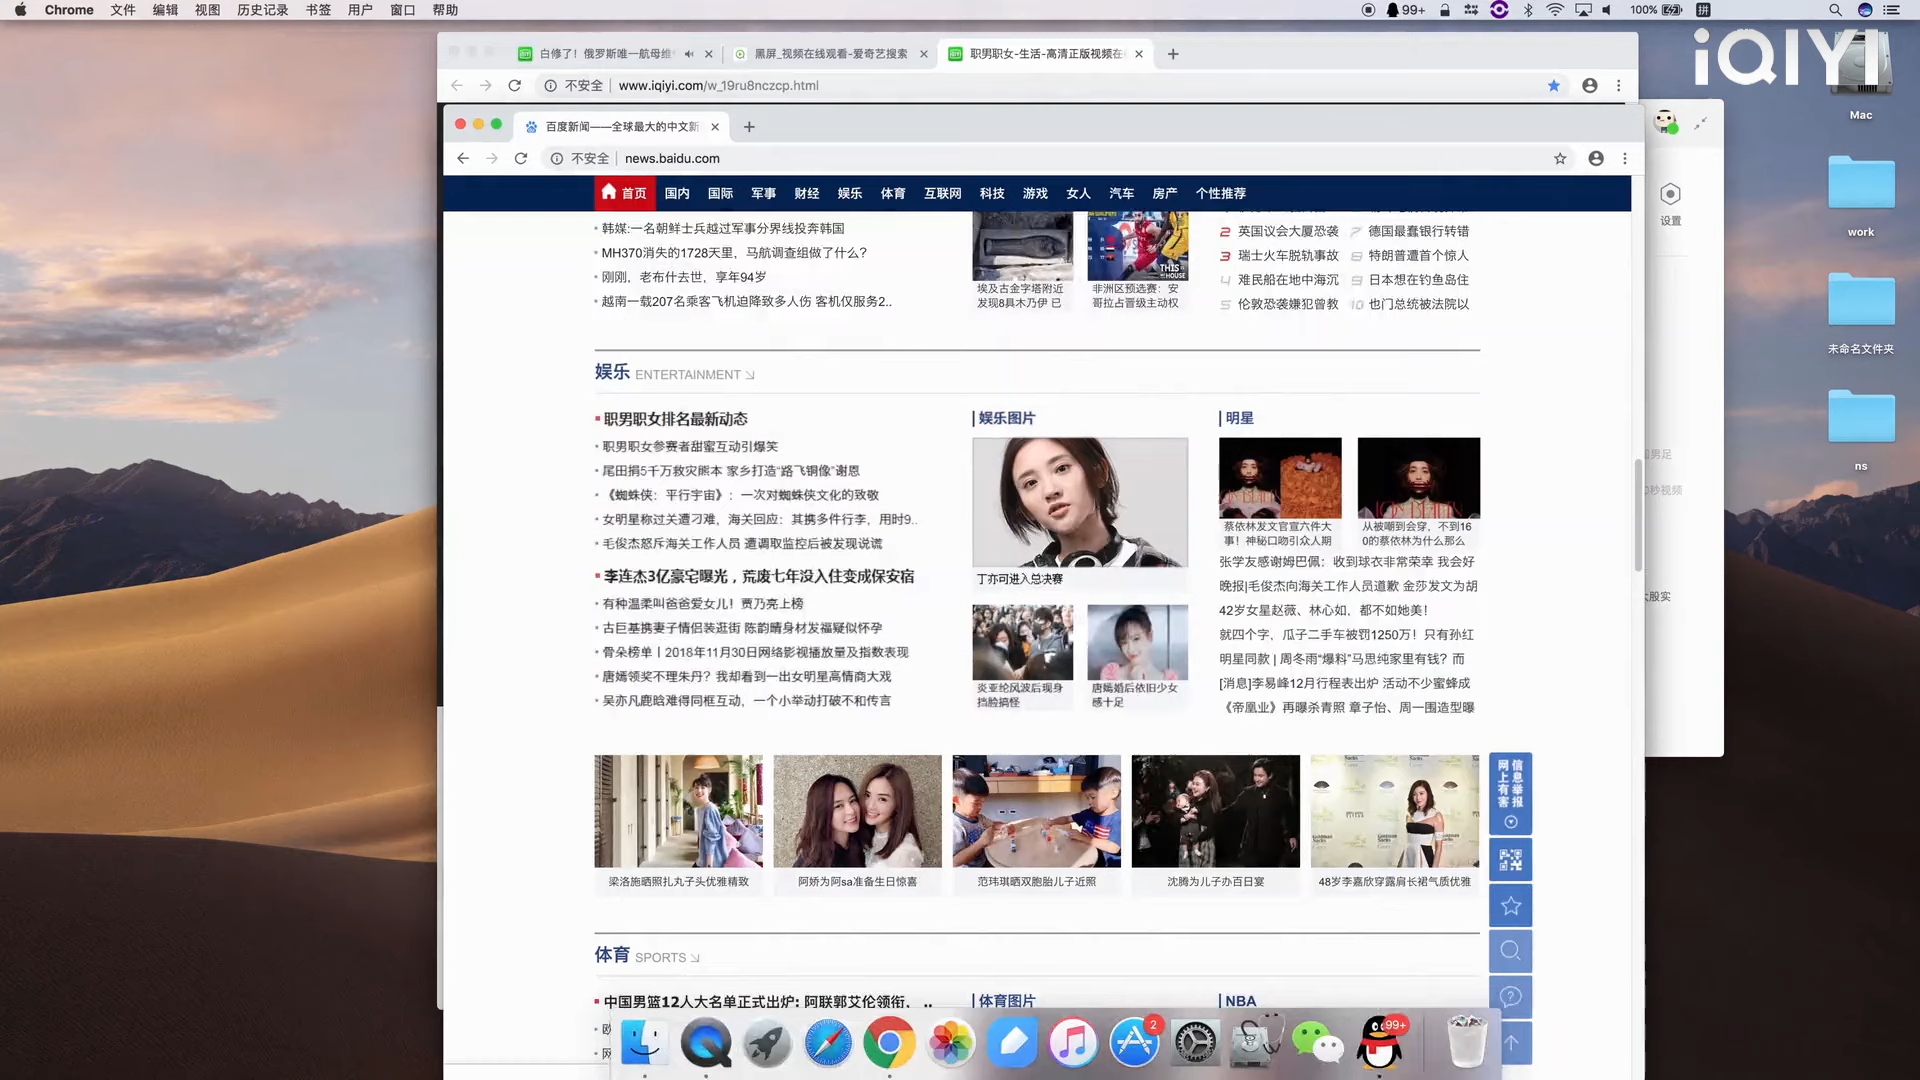 Chrome 文件 编辑 视图 历史记录 书签 用户 窗口 帮助
99+ 100% 拼
iQIYI
白修了！俄罗斯唯一航母维
黑屏_视频在线观看-爱奇艺搜索
职男职女-生活-高清正版视频在
不安全 www.iqiyi.com/w_19ru8nczcp.html
百度新闻——全球最大的中文新
不安全 news.baidu.com
首页 国内 国际 军事 财经 娱乐 体育 互联网 科技 游戏 女人 汽车 房产 个性推荐
韩媒:一名朝鲜士兵越过军事分界线投奔韩国
MH370消失的1728天里，马航调查组做了什么？
刚刚，老布什去世，享年94岁
越南一载207名乘客飞机迫降致多人伤 客机仅服务2..
THIS
HOUSE
埃及古金字塔附近
发现8具木乃伊 已
非洲区预选赛：安
哥拉占晋级主动权
2 英国议会大厦恐袭 7 德国最蠢银行转错
3 瑞士火车脱轨事故 8 特朗普遭首个惊人
4 难民船在地中海沉 9 日本想在钓鱼岛住
5 伦敦恐袭嫌犯曾教 10 也门总统被法院以
娱乐 ENTERTAINMENT
职男职女排名最新动态
职男职女参赛者甜蜜互动引爆笑
尾田捐5千万救灾熊本 家乡打造“路飞铜像”谢恩
《蜘蛛侠：平行宇宙》：一次对蜘蛛侠文化的致敬
女明星称过关遭刁难，海关回应：其携多件行李，用时9..
毛俊杰怒斥海关工作人员 遭调取监控后被发现说谎
李连杰3亿豪宅曝光，荒废七年没入住变成保安宿
有种温柔叫爸爸爱女儿！贾乃亮上榜
古巨基携妻子情侣装逛街 陈韵晴身材发福疑似怀孕
骨朵榜单丨2018年11月30日网络影视播放量及指数表现
唐嫣领奖不理朱丹？我却看到一出女明星高情商大戏
吴亦凡鹿晗难得同框互动，一个小举动打破不和传言
娱乐图片
丁亦可进入总决赛
炎亚纶风波后现身
挡脸搞怪
唐嫣婚后依旧少女
感十足
明星
蔡依林发文官宣六件大
事！神秘口吻引众人期
从被嘲到会穿，不到16
0的蔡依林为什么那么
张学友感谢姆巴佩：收到球衣非常荣幸 我会好
晚报|毛俊杰向海关工作人员道歉 金莎发文为胡
42岁女星赵薇、林心如，都不如她美！
就四个字，瓜子二手车被罚1250万！只有孙红
明星同款 | 周冬雨“爆料”马思纯家里有钱？而
[消息]李易峰12月行程表出炉 活动不少蜜蜂成
《帝凰业》再曝杀青照 章子怡、周一围造型曝
梁洛施晒照扎丸子头优雅精致
阿娇为阿sa准备生日惊喜
范玮琪晒双胞胎儿子近照
沈腾为儿子办百日宴
48岁李嘉欣穿露肩长裙气质优雅
网上有害
信息举报
体育 SPORTS
中国男篮12人大名单正式出炉: 阿联郭艾伦领衔， ..
体育图片
NBA
设置
Mac
work
未命名文件夹
ns
2
99+